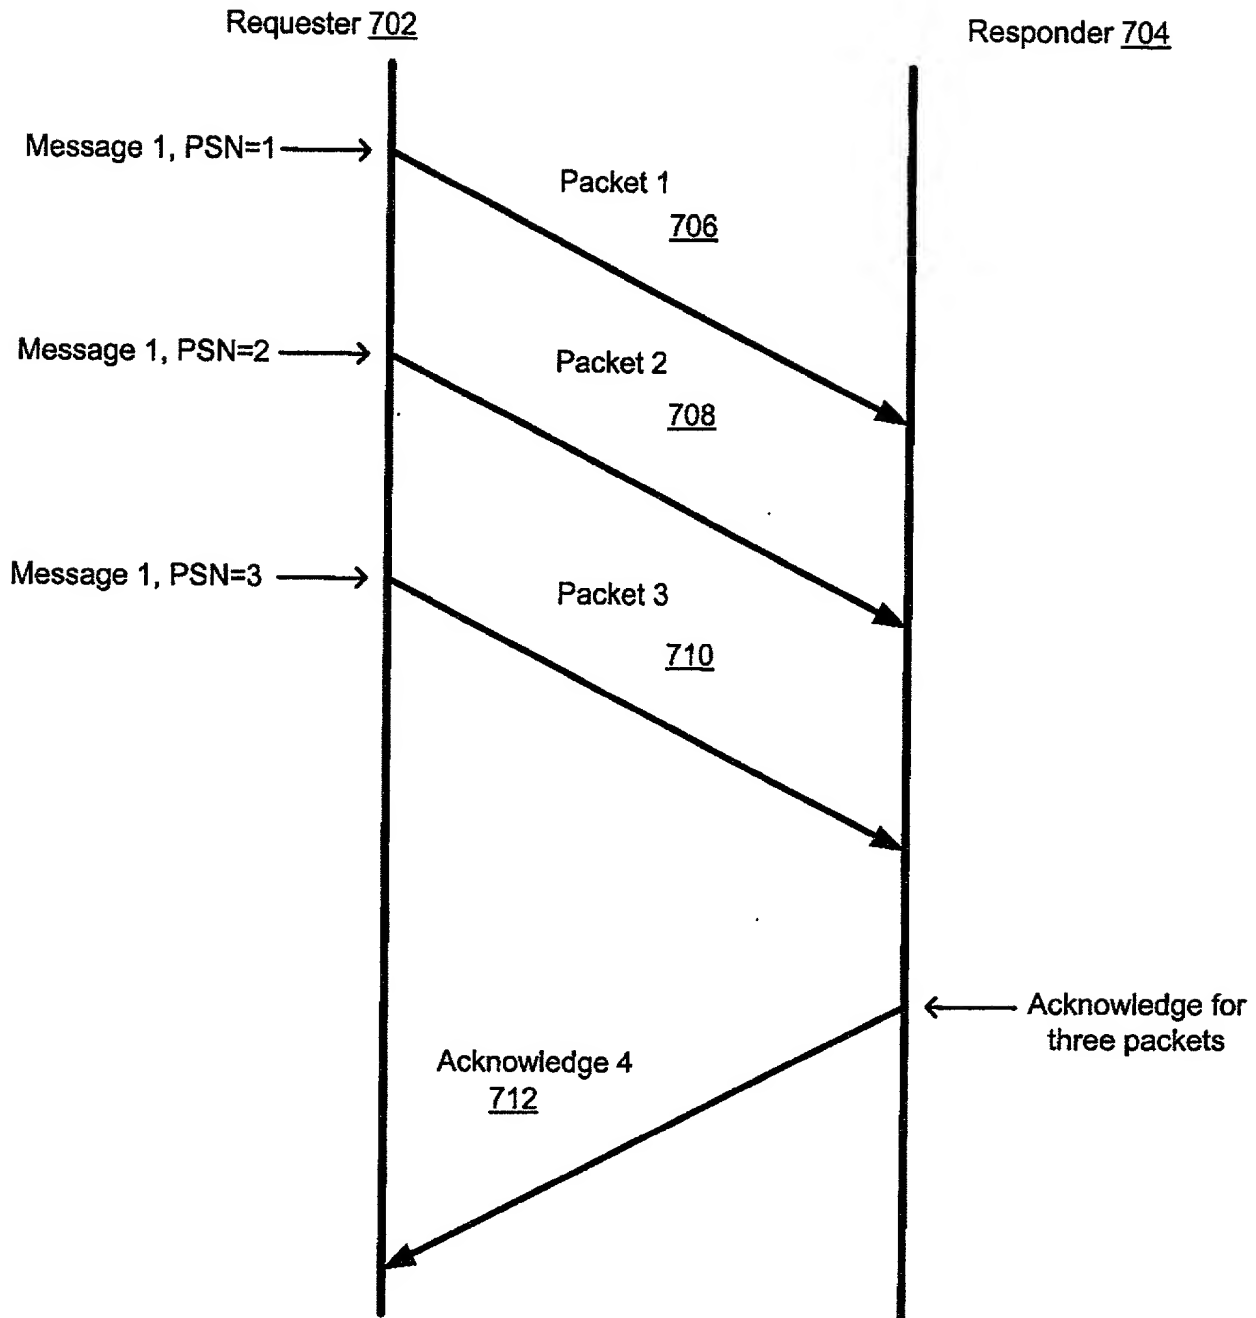 Requester 702
Responder 704
Message 1, PSN=1
Packet 1
706
Message 1, PSN=2
Packet 2
708
Message 1, PSN=3
Packet 3
710
Acknowledge for
three packets
Acknowledge 4
712